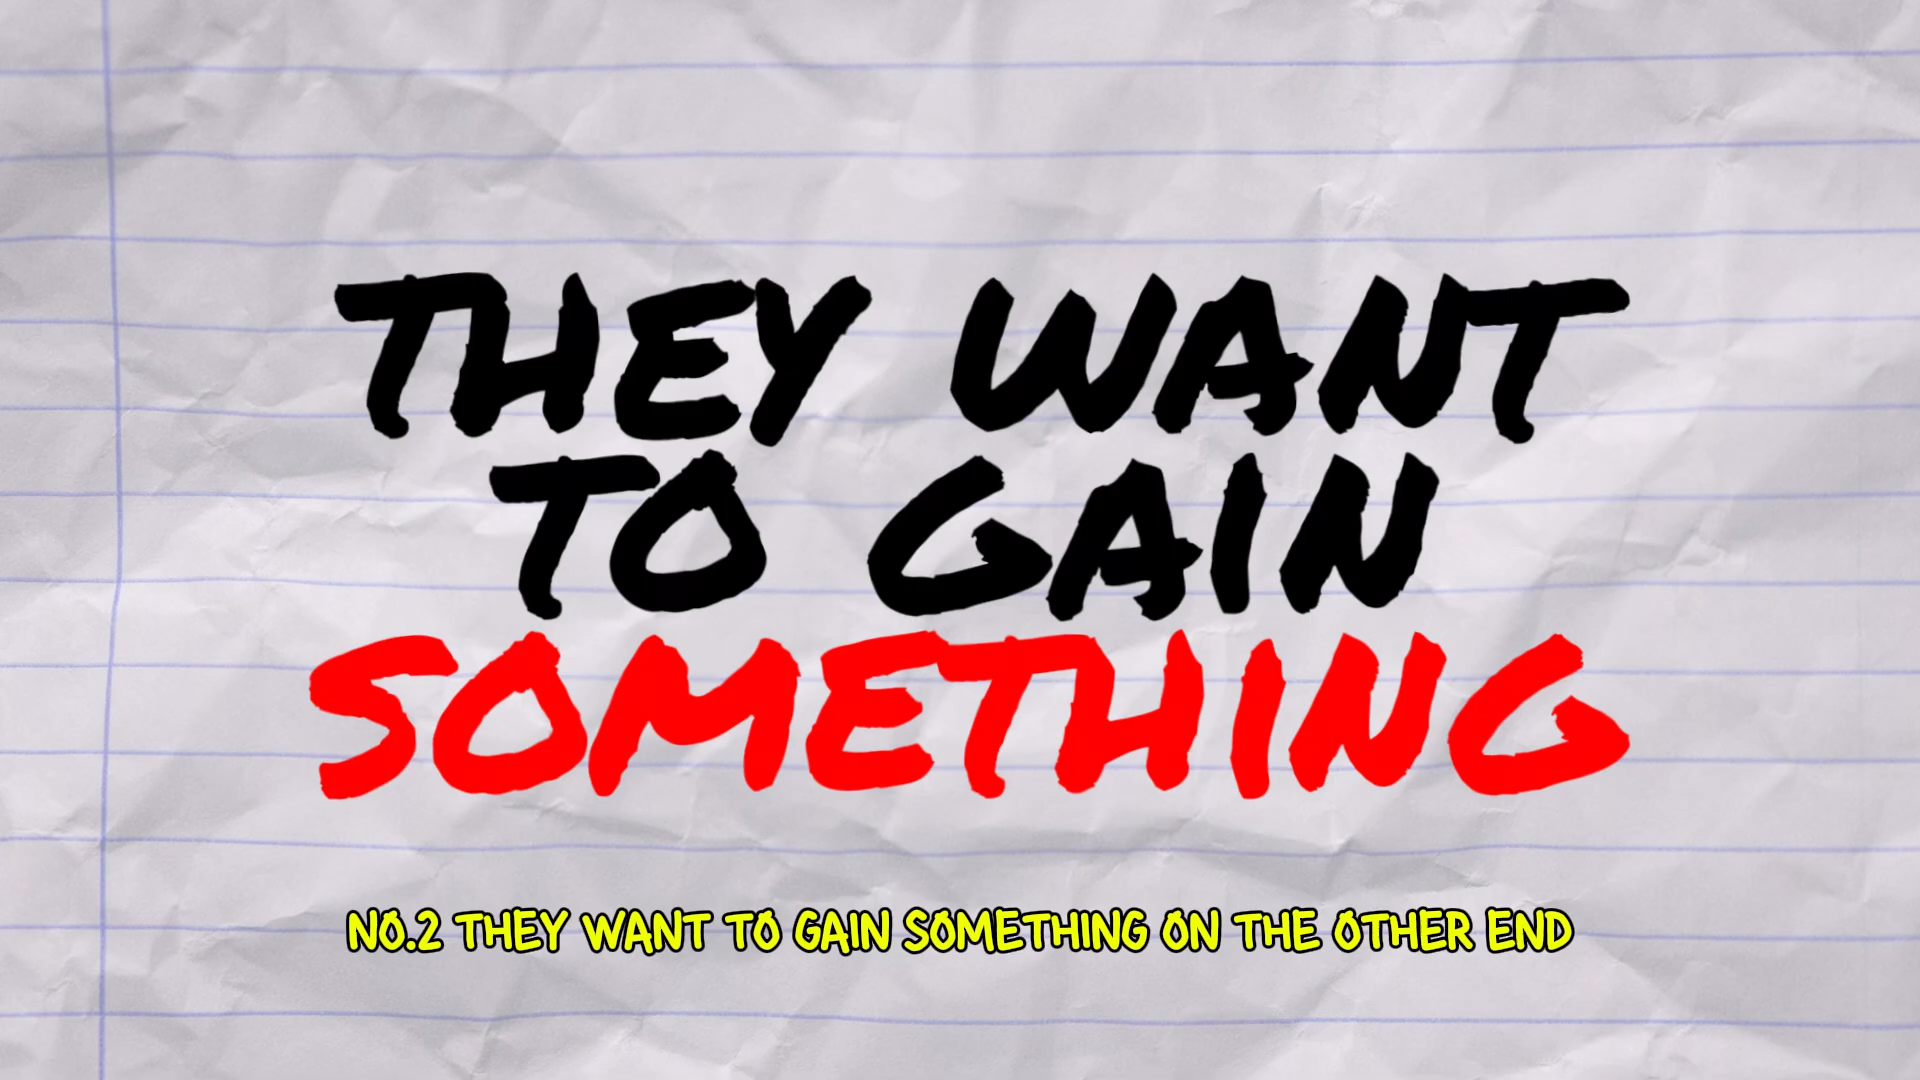 THEY WANT
TO GAIN
SOMETHING
NO.2 THEY WANT TO GAIN SOMETHING ON THE OTHER END